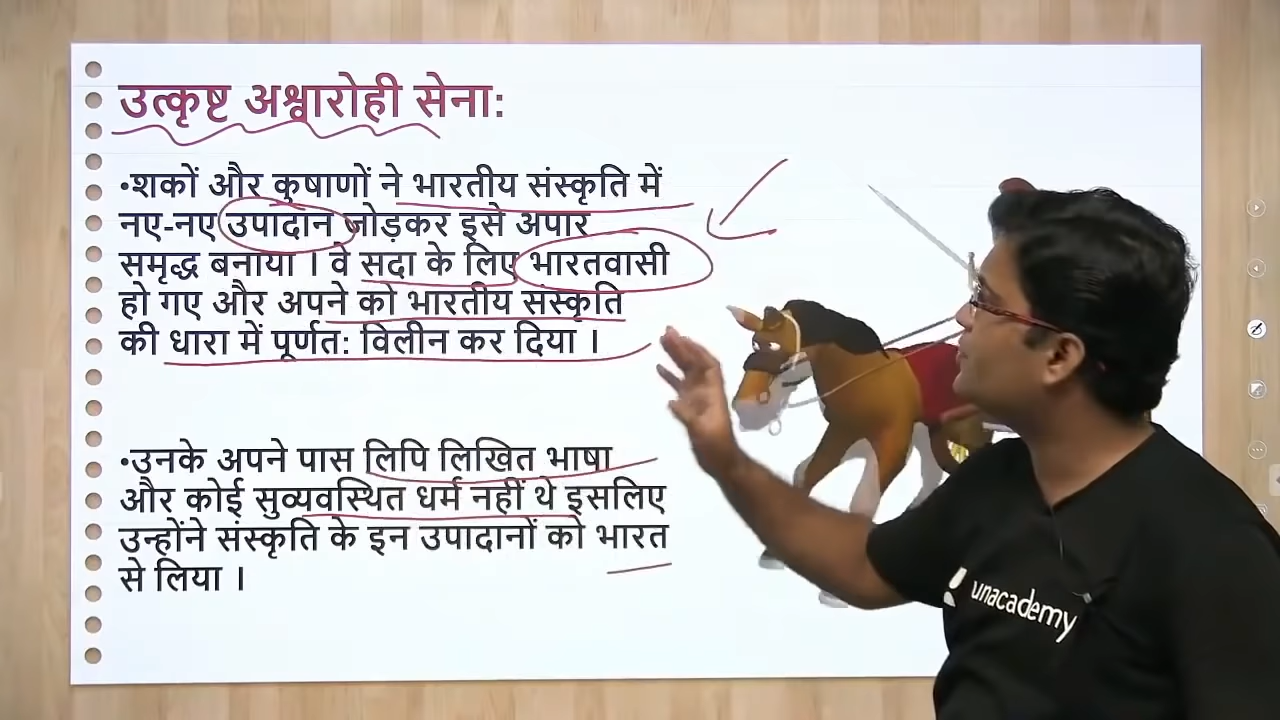 उत्कृष्ट अश्वारोही सेना:
•शकों और कुषाणों ने भारतीय संस्कृति में
नए-नए उपादान जोड़कर इसे अपार
समृद्ध बनाया । वे सदा के लिए भारतवासी
हो गए और अपने को भारतीय संस्कृति
की धारा में पूर्णत: विलीन कर दिया ।
•उनके अपने पास लिपि लिखित भाषा
और कोई सुव्यवस्थित धर्म नहीं थे इसलिए
उन्होंने संस्कृति के इन उपादानों को भारत
से लिया ।
unacademy